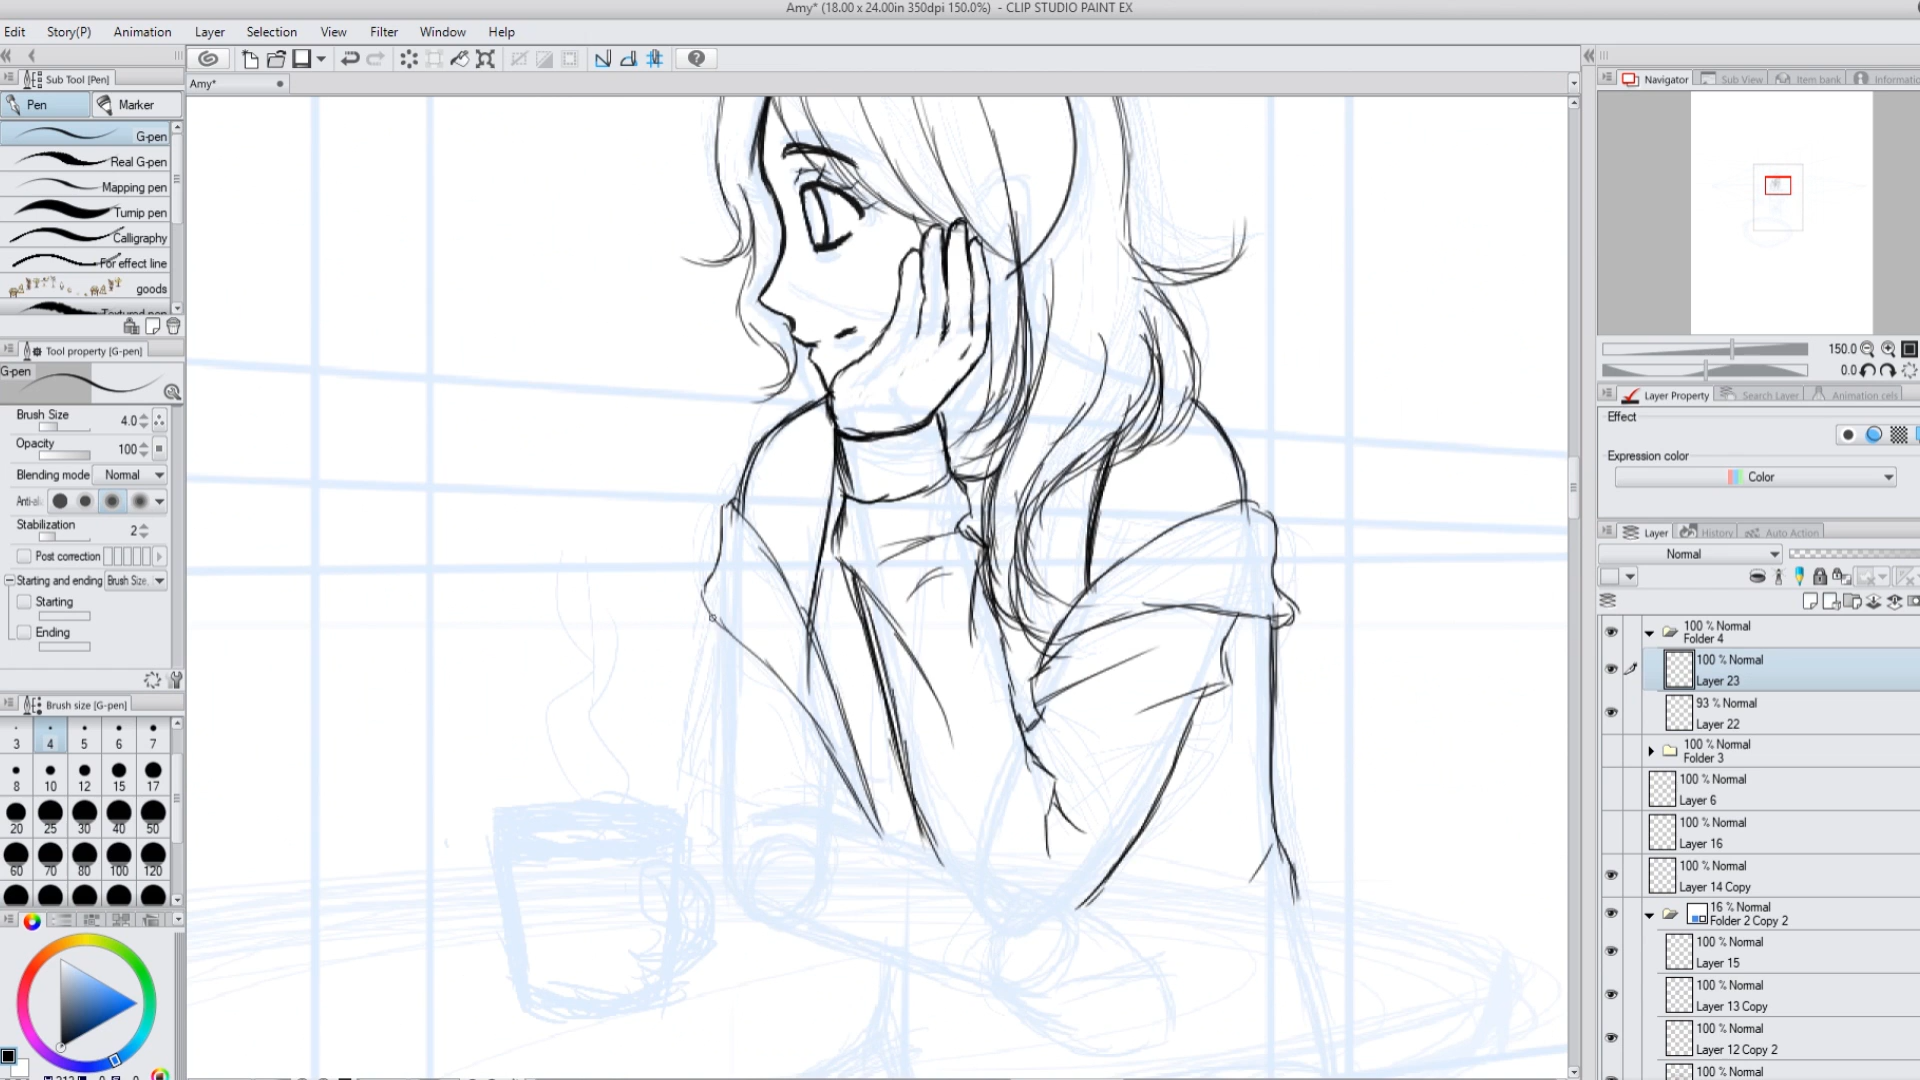 Amy* (18.00 x 24.00in 350dpi 150.0%) - CLIP STUDIO PAINT EX
Edit Story(P) Animation Layer Selection View Filter Window Help
Sub Tool [Pen]
Pen Marker
G-pen
Real G-pen
Mapping pen
Turnip pen
Calligraphy
For effect line
goods
Textured pen
Tool property [G-pen]
G-pen
Brush Size 4.0
Opacity 100
Blending mode Normal
Stabilization 2
Post correction
Starting and ending Brush Size
Starting
Ending
Brush size [G-pen]
3 4 5 6 7
8 10 12 15 17
20 25 30 40 50
60 70 80 100 120
Amy*
Navigator Sub View Item bank Informatio
150.0
0.0
Layer Property Search Layer Animation cels
Effect
Expression color
Color
Layer History Auto Action
Normal
100 % Normal
Folder 4
100 % Normal
Layer 23
93 % Normal
Layer 22
100 % Normal
Folder 3
100 % Normal
Layer 6
100 % Normal
Layer 16
100 % Normal
Layer 14 Copy
16 % Normal
Folder 2 Copy 2
100 % Normal
Layer 15
100 % Normal
Layer 13 Copy
100 % Normal
Layer 12 Copy 2
100 % Normal